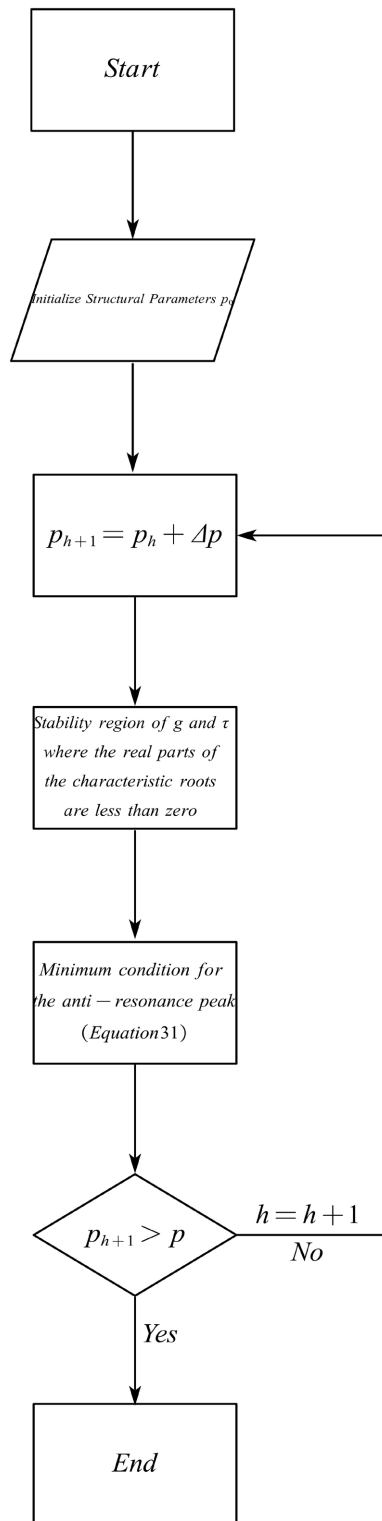 Start
Initialize Structural Parameters p₀
pₕ₊₁ = pₕ + Δp
Stability region of g and τ
where the real parts of
the characteristic roots
are less than zero
Minimum condition for
the anti − resonance peak
(Equation31)
pₕ₊₁ > p
h = h + 1
No
Yes
End